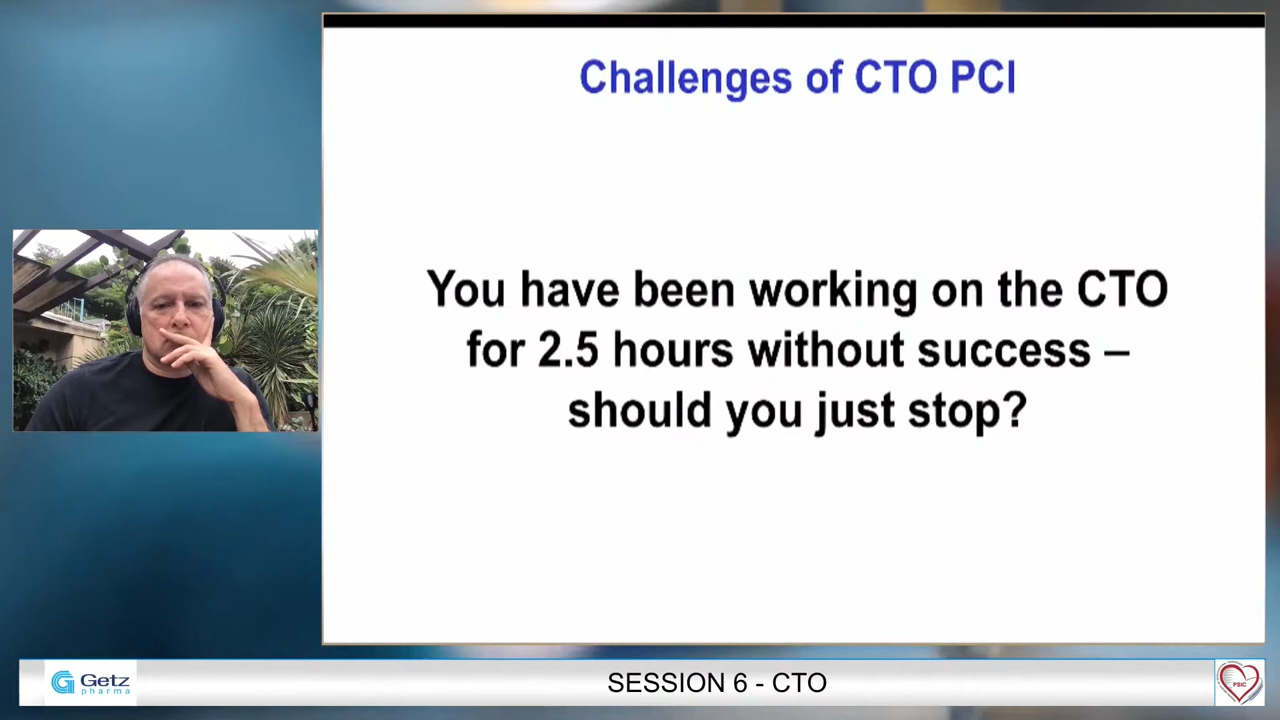 Challenges of CTO PCI
You have been working on the CTO
for 2.5 hours without success –
should you just stop?
Getz
pharma
SESSION 6 - CTO
PSIC